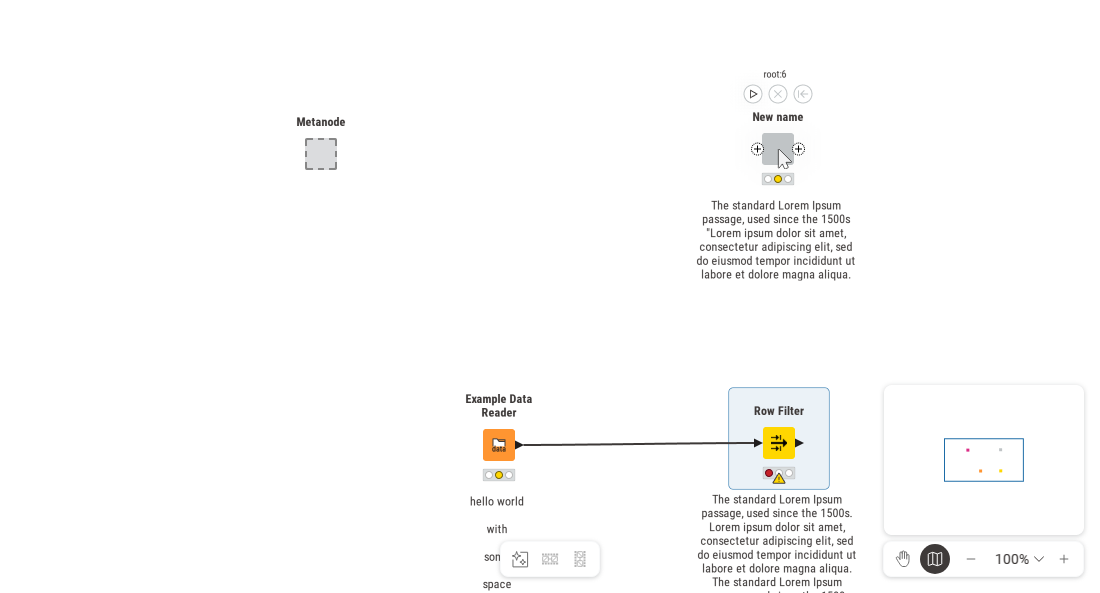 root:6
New name
Metanode
The standard Lorem Ipsum
passage, used since the 1500s
"Lorem ipsum dolor sit amet,
consectetur adipiscing elit, sed
do eiusmod tempor incididunt ut
labore et dolore magna aliqua.
Example Data
Reader
data
hello world
with
space
Row Filter
The standard Lorem Ipsum
passage, used since the 1500s.
Lorem ipsum dolor sit amet,
consectetur adipiscing elit, sed
do eiusmod tempor incididunt ut
labore et dolore magna aliqua.
The standard Lorem Ipsum
100%